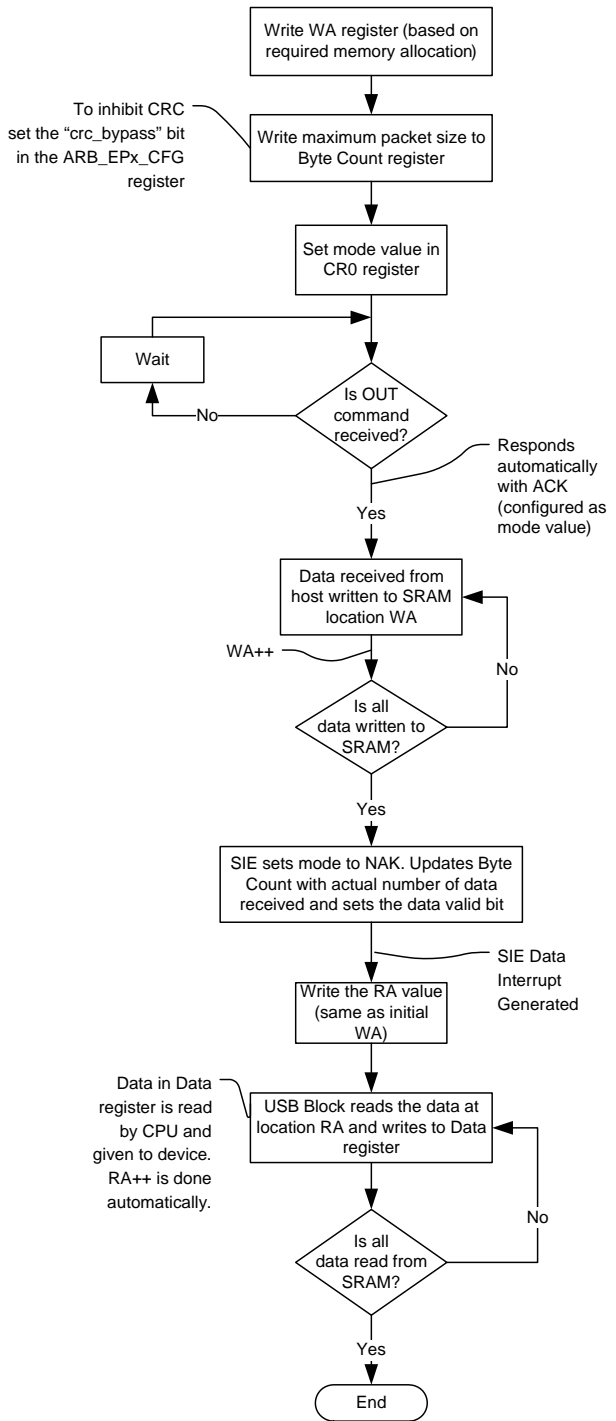 Write WA register (based on
required memory allocation)
To inhibit CRC
set the “crc_bypass” bit
in the ARB_EPx_CFG
register
Write maximum packet size to
Byte Count register
Set mode value in
CR0 register
Wait
Is OUT
command
received?
No
Responds
automatically
with ACK
(configured as
mode value)
Yes
Data received from
host written to SRAM
location WA
WA++
No
Is all
data written to
SRAM?
Yes
SIE sets mode to NAK. Updates Byte
Count with actual number of data
received and sets the data valid bit
SIE Data
Interrupt
Generated
Write the RA value
(same as initial
WA)
Data in Data
register is read
by CPU and
given to device.
RA++ is done
automatically.
USB Block reads the data at
location RA and writes to Data
register
No
Is all
data read from
SRAM?
Yes
End